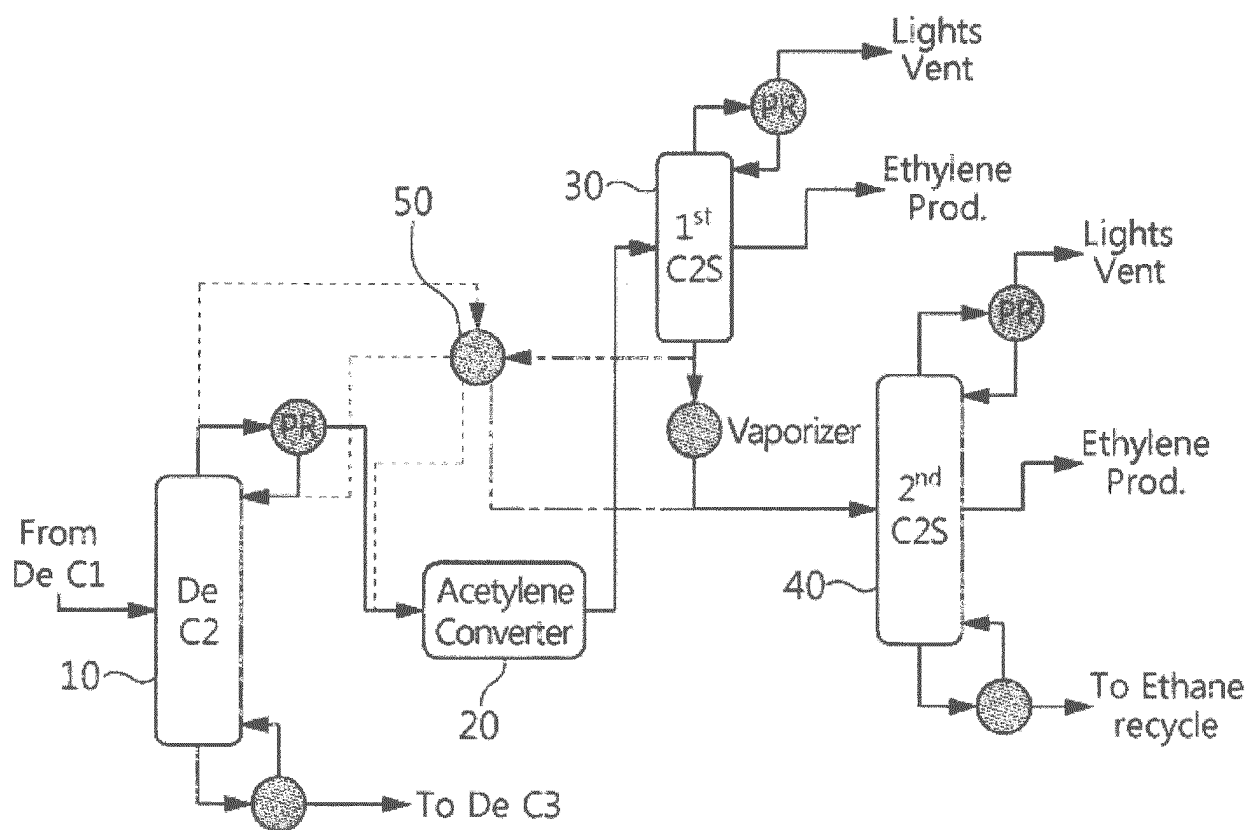 Lights
Vent
PR
30
1st
C2S
Ethylene
Prod.
50
Lights
Vent
PR
PR
Vaporizer
2nd
C2S
Ethylene
Prod.
From
De C1
De
C2
10
Acetylene
Converter
20
40
To Ethane
recycle
To De C3